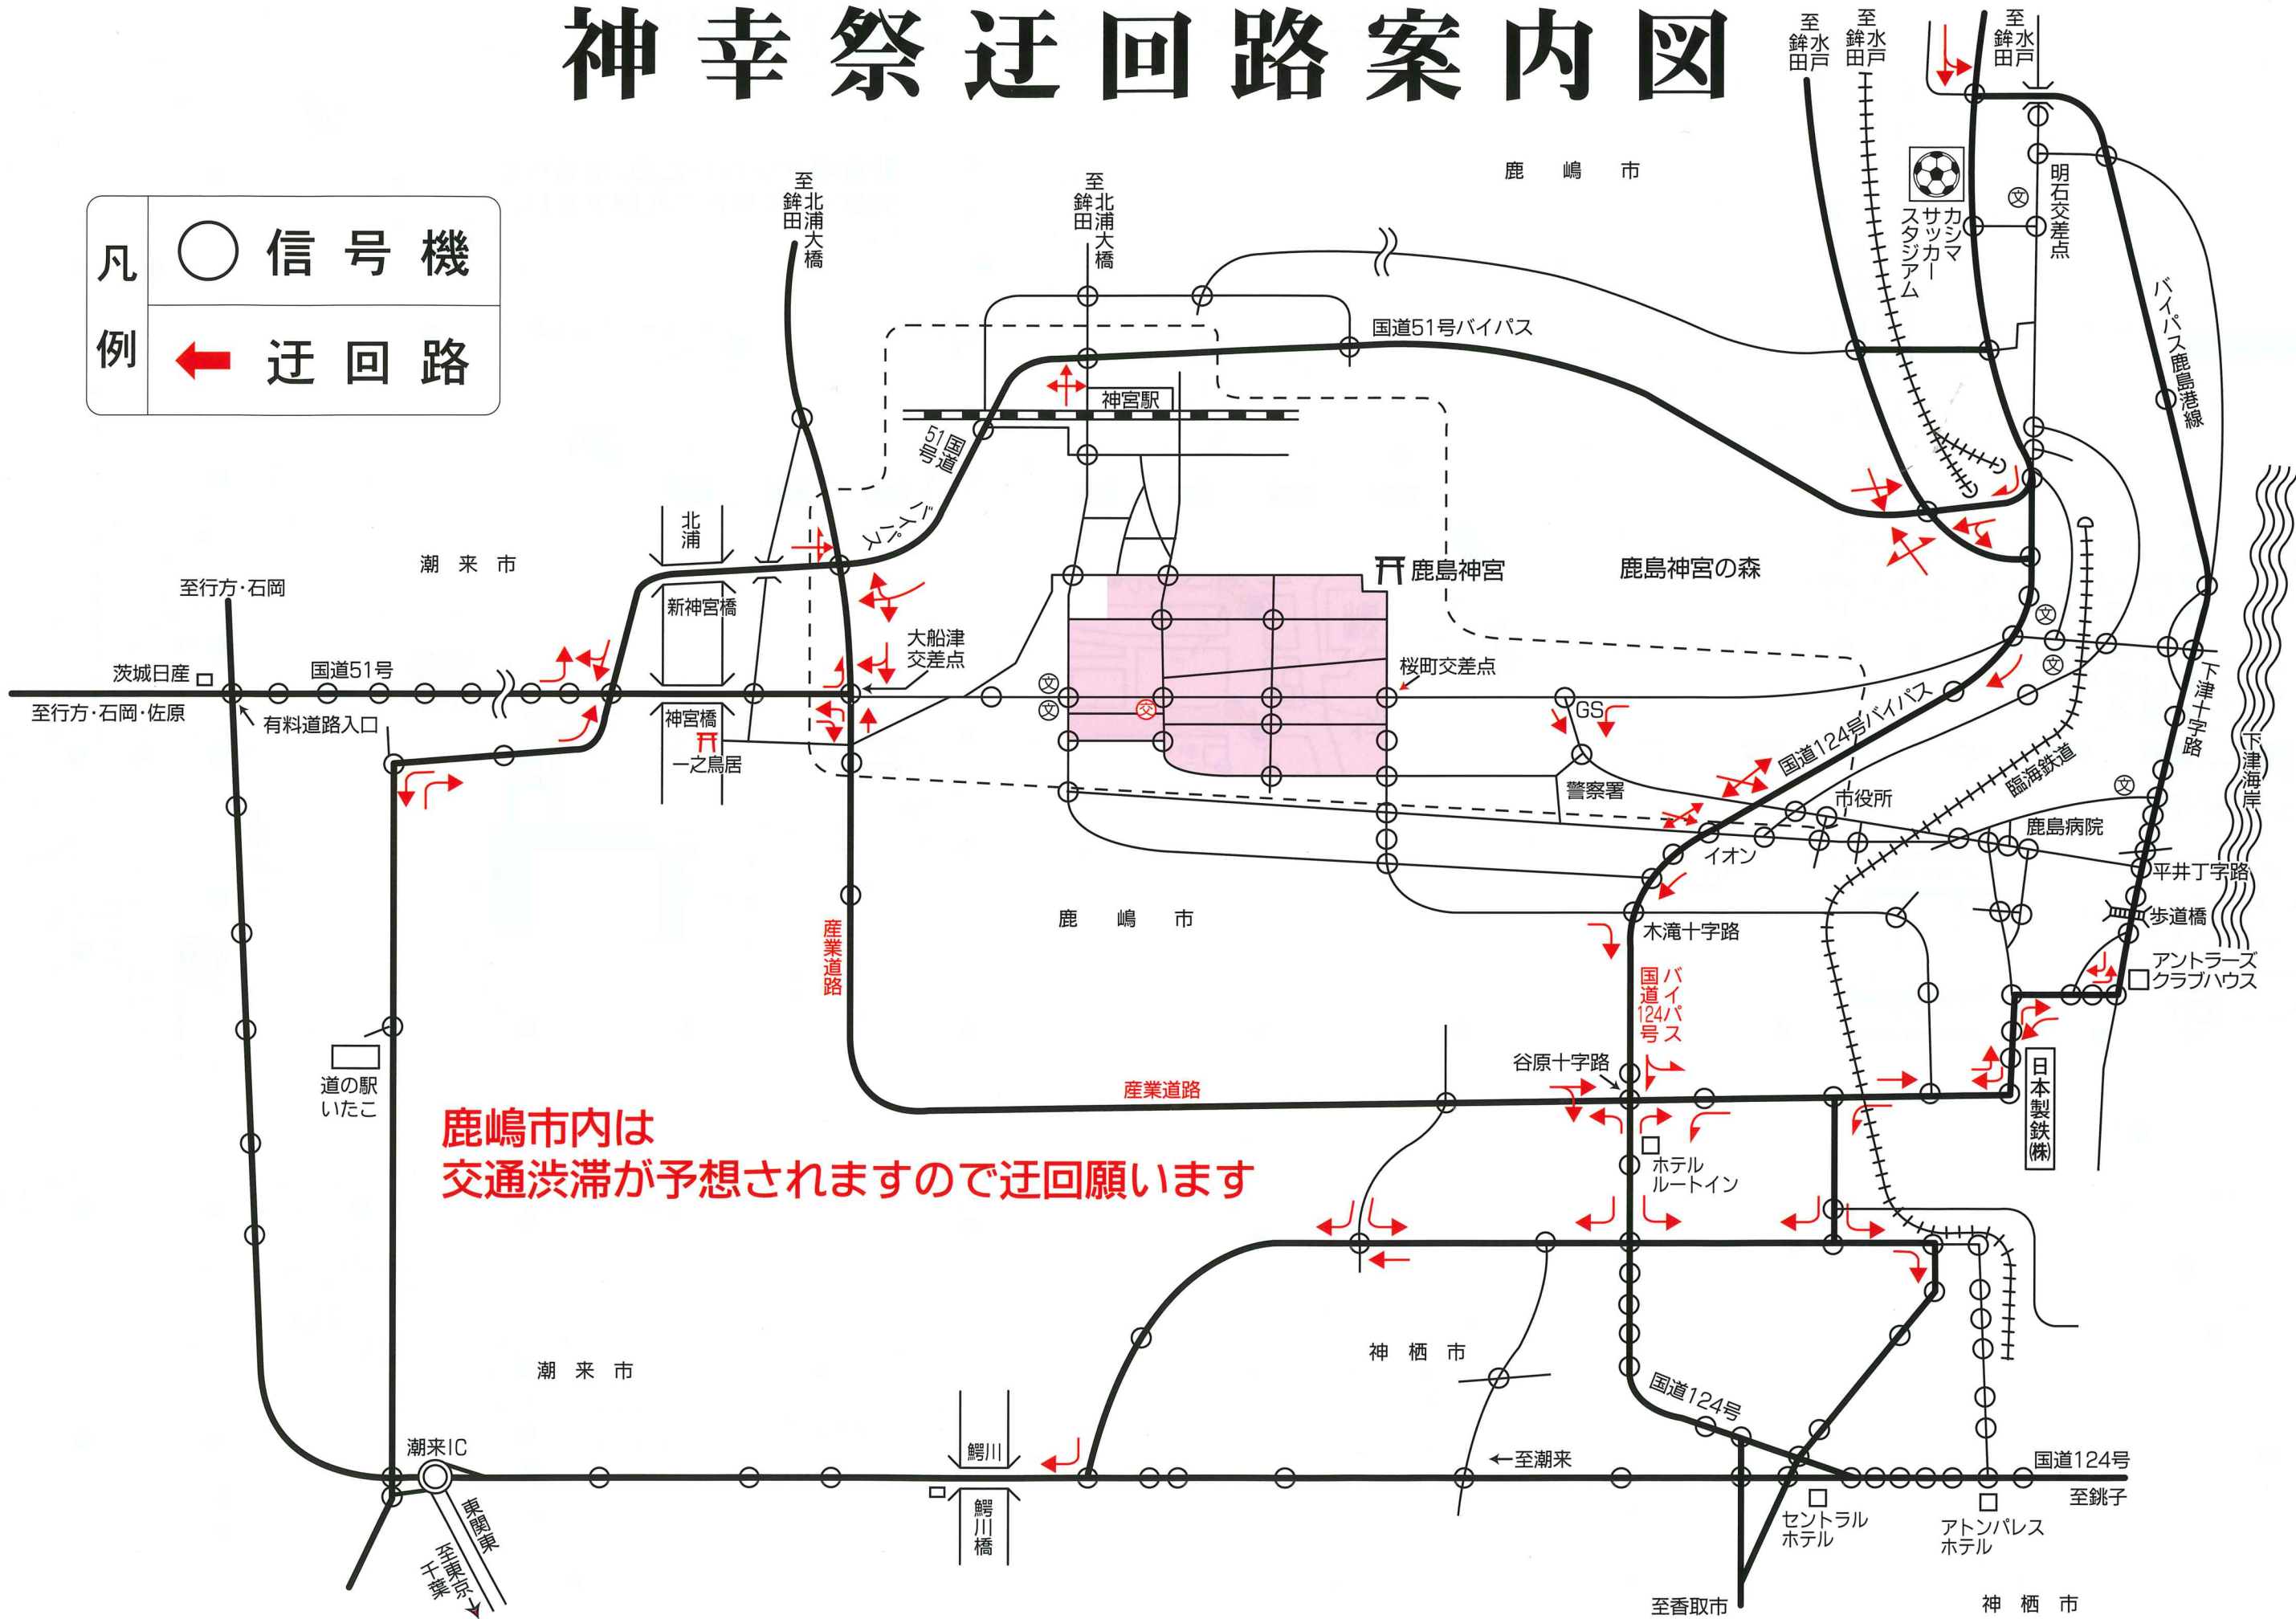 神幸祭迂回路案内図
凡例
信号機
迂回路
至水戸
鉾田
至水戸
鉾田
至水戸
鉾田
鹿嶋市
至北浦大橋
鉾田
至北浦大橋
鉾田
カシマ
サッカー
スタジアム
明石交差点
バイパス鹿島港線
国道51号バイパス
神宮駅
国道
51号
バイパス
北浦
潮来市
新神宮橋
鹿島神宮
鹿島神宮の森
至行方・石岡
茨城日産
国道51号
至行方・石岡・佐原
有料道路入口
大船津
交差点
神宮橋
一之鳥居
文
文
交
桜町交差点
GS
警察署
国道124号バイパス
文
文
文
文
下津十字路
下津海岸
臨海鉄道
市役所
鹿島病院
イオン
平井丁字路
歩道橋
アントラーズ
クラブハウス
木滝十字路
鹿嶋市
産業道路
バイパス
国道124号
谷原十字路
産業道路
日本製鉄㈱
道の駅
いたこ
鹿嶋市内は
交通渋滞が予想されますので迂回願います
ホテル
ルートイン
潮来市
神栖市
国道124号
潮来IC
鰐川
鰐川橋
←至潮来
国道124号
至銚子
東関東
至東京
千葉
セントラル
ホテル
アトンパレス
ホテル
至香取市
神栖市